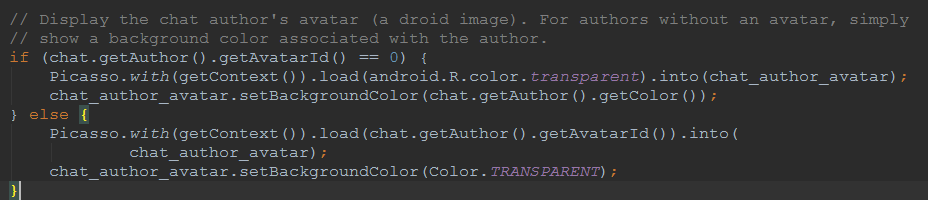 // Display the chat author's avatar (a droid image). For authors without an avatar, simply
// show a background color associated with the author.
if (chat.getAuthor().getAvatarId() == 0) {
    Picasso.with(getContext()).load(android.R.color.transparent).into(chat_author_avatar);
    chat_author_avatar.setBackgroundColor(chat.getAuthor().getColor());
} else {
    Picasso.with(getContext()).load(chat.getAuthor().getAvatarId()).into(
            chat_author_avatar);
    chat_author_avatar.setBackgroundColor(Color.TRANSPARENT);
}